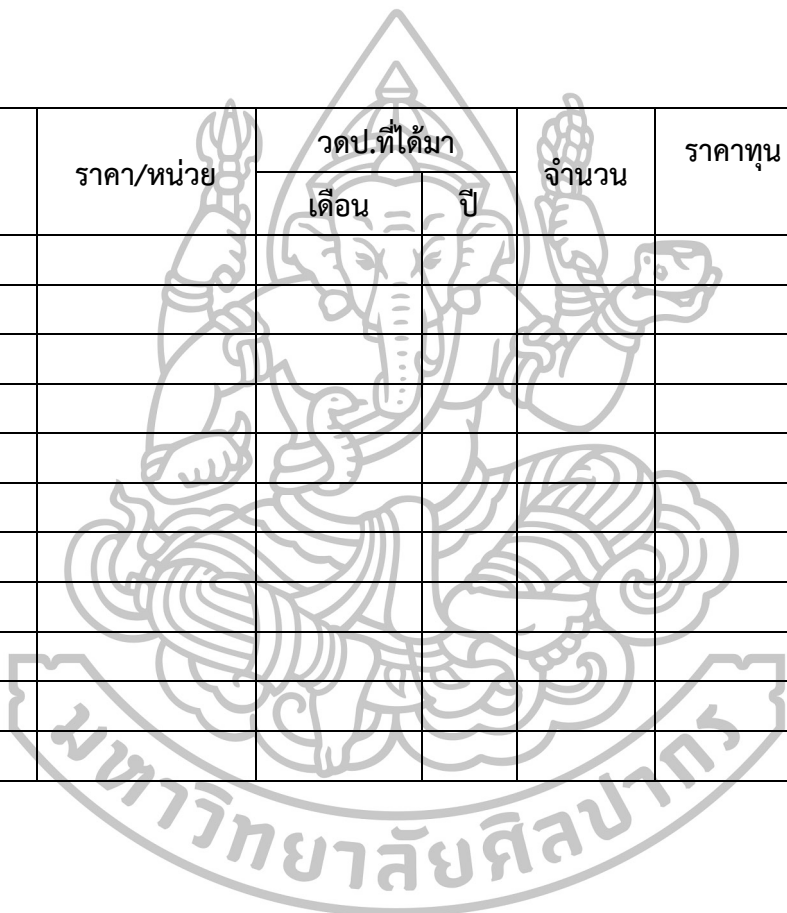 ราคา/หน่วย วดป.ที่ได้มา จำนวน ราคาทุน
เดือน ปี
มหาวิทยาลัยศิลปากร